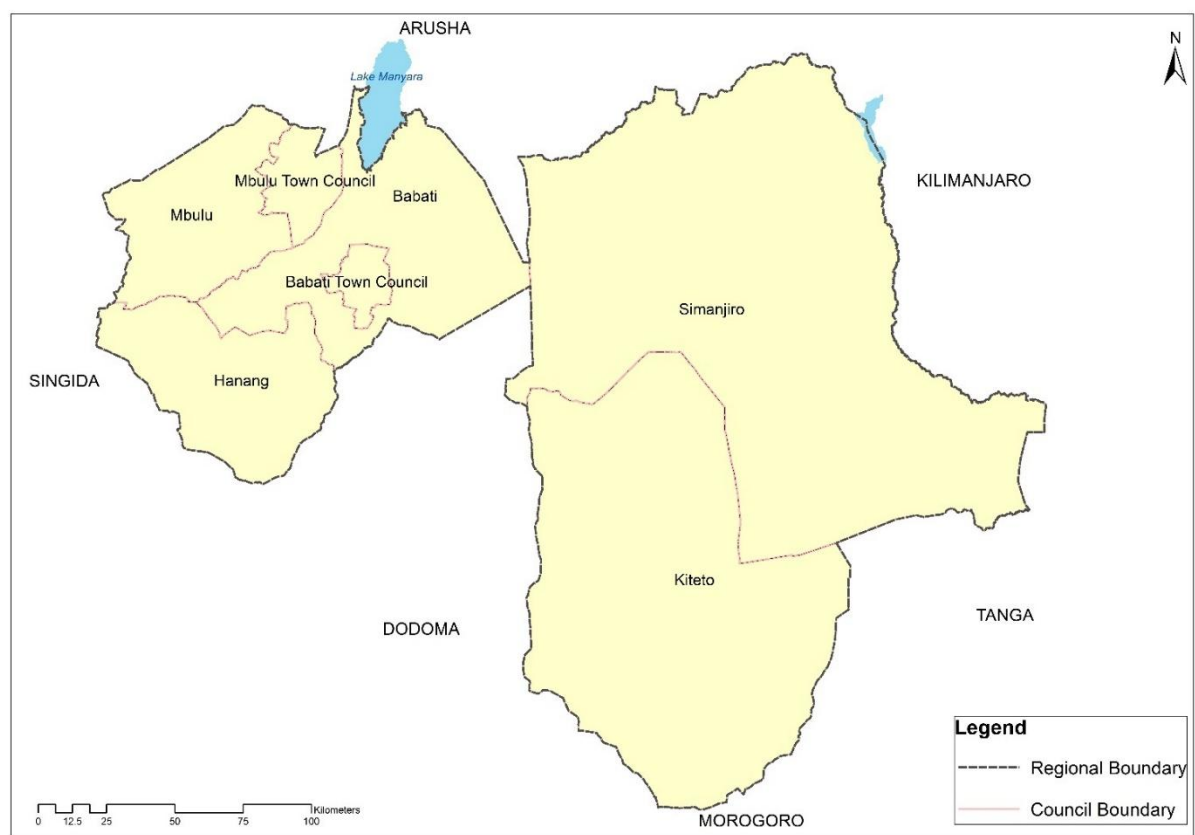 ARUSHA
N
Lake Manyara
Mbulu Town Council
KILIMANJARO
Babati
Mbulu
Babati Town Council
Simanjiro
SINGIDA
Hanang
Kiteto
TANGA
DODOMA
Legend
Regional Boundary
Council Boundary
Kilometers
0 12.5 25 50 75 100
MOROGORO